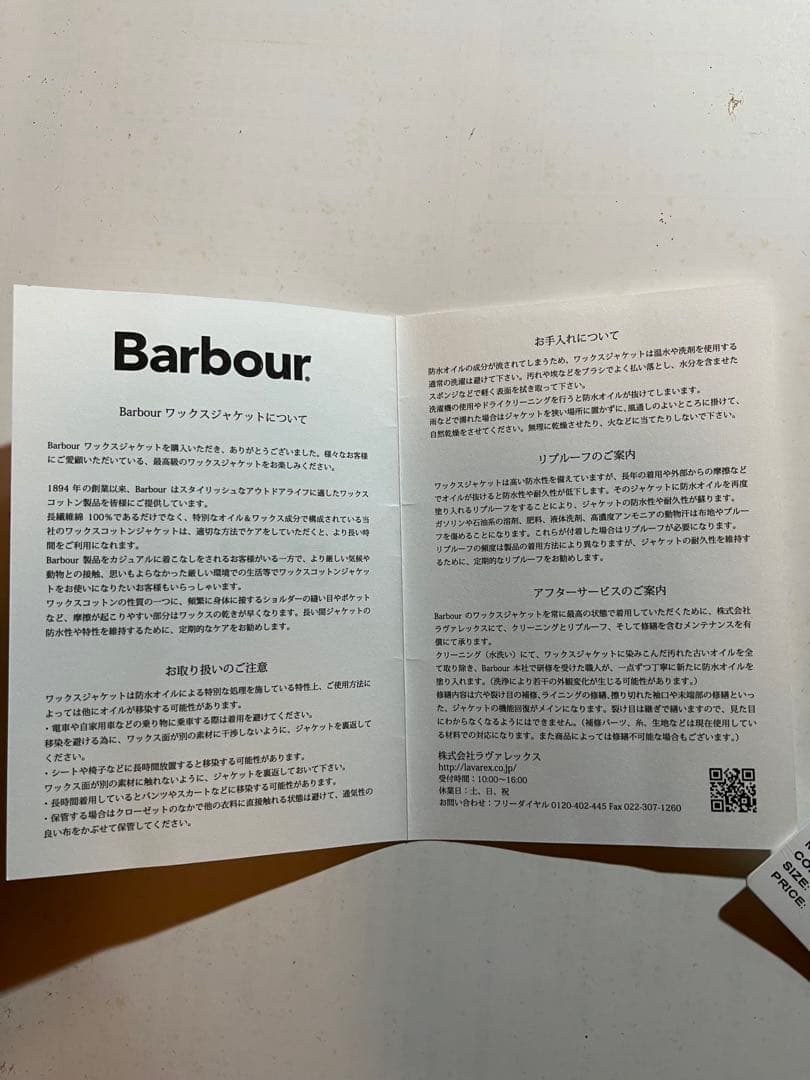 Barbour®
Barbour ワックスジャケットについて
Barbour ワックスジャケットを購入いただき、ありがとうございました。様々なお客様
にご愛顧いただいている、最高級のワックスジャケットをお楽しみください。
1894 年の創業以来、Barbour はスタイリッシュなアウトドアライフに適したワックス
コットン製品を皆様にご提供しています。
長繊維綿 100％であるだけでなく、特別なオイル＆ワックス成分で構成されている当
社のワックスコットンジャケットは、適切な方法でケアをしていただくと、より長い時
間をご利用になれます。
Barbour 製品をカジュアルに着こなしをされるお客様がいる一方で、より厳しい気候や
動物との接触、思いもよらなかった厳しい環境での生活等でワックスコットンジャケッ
トをお使いになりたいお客様もいらっしゃいます。
ワックスコットンの性質の一つに、頻繁に身体に接するショルダーの縫い目やポケット
など、摩擦が起こりやすい部分はワックスの乾きが早くなります。長い間ジャケットの
防水性や特性を維持するために、定期的なケアをお勧めします。
お取り扱いのご注意
ワックスジャケットは防水オイルによる特別な処理を施している特性上、ご使用方法に
よっては他にオイルが移染する可能性があります。
・電車や自家用車などの乗り物に乗車する際は着用を避けてください。
移染を避ける為に、ワックス面が別の素材に干渉しないように、ジャケットを裏返して
ください。
・シートや椅子などに長時間放置すると移染する可能性があります。
ワックス面が別の素材に触れないように、ジャケットを裏返しておいて下さい。
・長時間着用しているとパンツやスカートなどに移染する可能性があります。
・保管する場合はクローゼットのなかで他の衣料に直接触れる状態は避けて、通気性の
良い布をかぶせて保管してください。
お手入れについて
防水オイルの成分が流されてしまうため、ワックスジャケットは温水や洗剤を使用する
通常の洗濯は避けて下さい。汚れや埃などをブラシでよく払い落とし、水分を含ませた
スポンジなどで軽く表面を拭き取って下さい。
洗濯機の使用やドライクリーニングを行うと防水オイルが抜けてしまいます。
雨などで濡れた場合はジャケットを狭い場所に置かずに、風通しのよいところに掛けて、
自然乾燥をさせてください。無理に乾燥させたり、火などに当てたりしないで下さい。
リプルーフのご案内
ワックスジャケットは高い防水性を備えていますが、長年の着用や外部からの摩擦など
でオイルが抜けると防水性や耐久性が低下します。そのジャケットに防水オイルを再度
塗り入れるリプルーフをすることにより、ジャケットの防水性や耐久性が蘇ります。
ガソリンや石油系の溶剤、肥料、液体洗剤、高濃度アンモニアの動物汗は布地やプルー
フを傷めることになります。これらが付着した場合はリプルーフが必要になります。
リプルーフの頻度は製品の着用方法により異なりますが、ジャケットの耐久性を維持す
るために、定期的なリプルーフをお勧めします。
アフターサービスのご案内
Barbour のワックスジャケットを常に最高の状態で着用していただくために、株式会社
ラヴァレックスにて、クリーニングとリプルーフ、そして修繕を含むメンテナンスを有
償にて承ります。
クリーニング（水洗い）にて、ワックスジャケットに染みこんだ汚れた古いオイルを全
て取り除き、Barbour 本社で研修を受けた職人が、一点ずつ丁寧に新たに防水オイルを
塗り入れます。（洗浄により若干の外観変化が生じる可能性があります。）
修繕内容は穴や裂け目の補修、ライニングの修繕、擦り切れた袖口や末端部の修繕といっ
た、ジャケットの機能回復がメインになります。裂け目は継ぎで繕いますので、見た目
にわからなくなるようにはできません。（補修パーツ、糸、生地などは現在使用してい
る材料での対応になります。また商品によっては修繕不可能な場合もございます。）
株式会社ラヴァレックス
http://lavarex.co.jp/
受付時間：10:00〜16:00
休業日：土、日、祝
お問い合わせ：フリーダイヤル 0120-402-445 Fax 022-307-1260
SIZE:
PRICE: